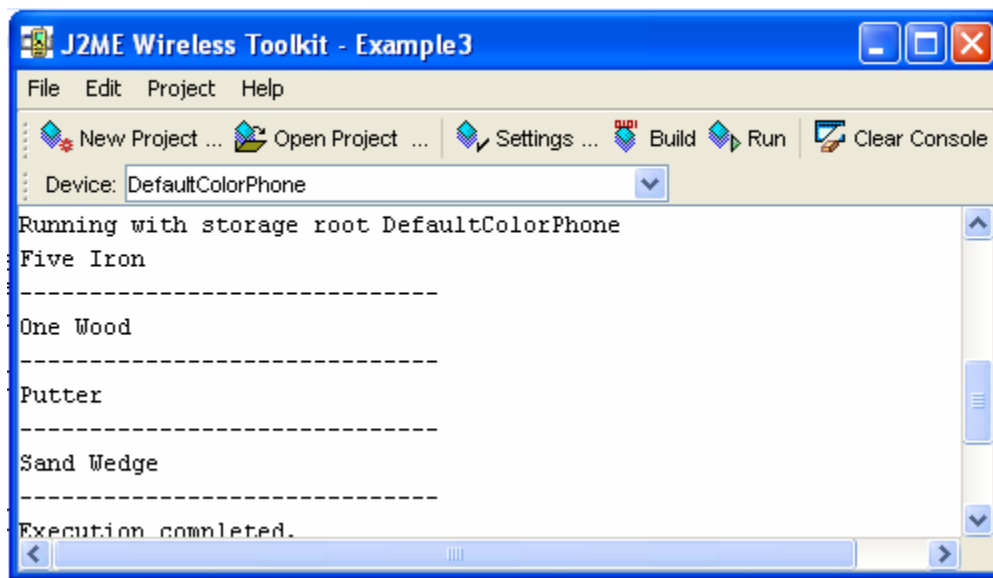 J2ME Wireless Toolkit - Example3
File Edit Project Help
New Project ... Open Project ... Settings ... Build Run Clear Console
Device: DefaultColorPhone
Running with storage root DefaultColorPhone
Five Iron
------------------------------
One Wood
------------------------------
Putter
------------------------------
Sand Wedge
------------------------------
Execution completed.